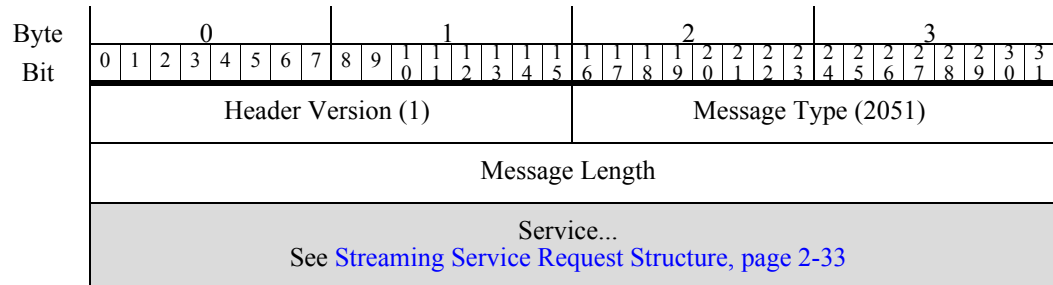 Byte 0 1 2 3
Bit 0 1 2 3 4 5 6 7 8 9 10 11 12 13 14 15 16 17 18 19 20 21 22 23 24 25 26 27 28 29 30 31
Header Version (1) Message Type (2051)
Message Length
Service...
See Streaming Service Request Structure, page 2-33